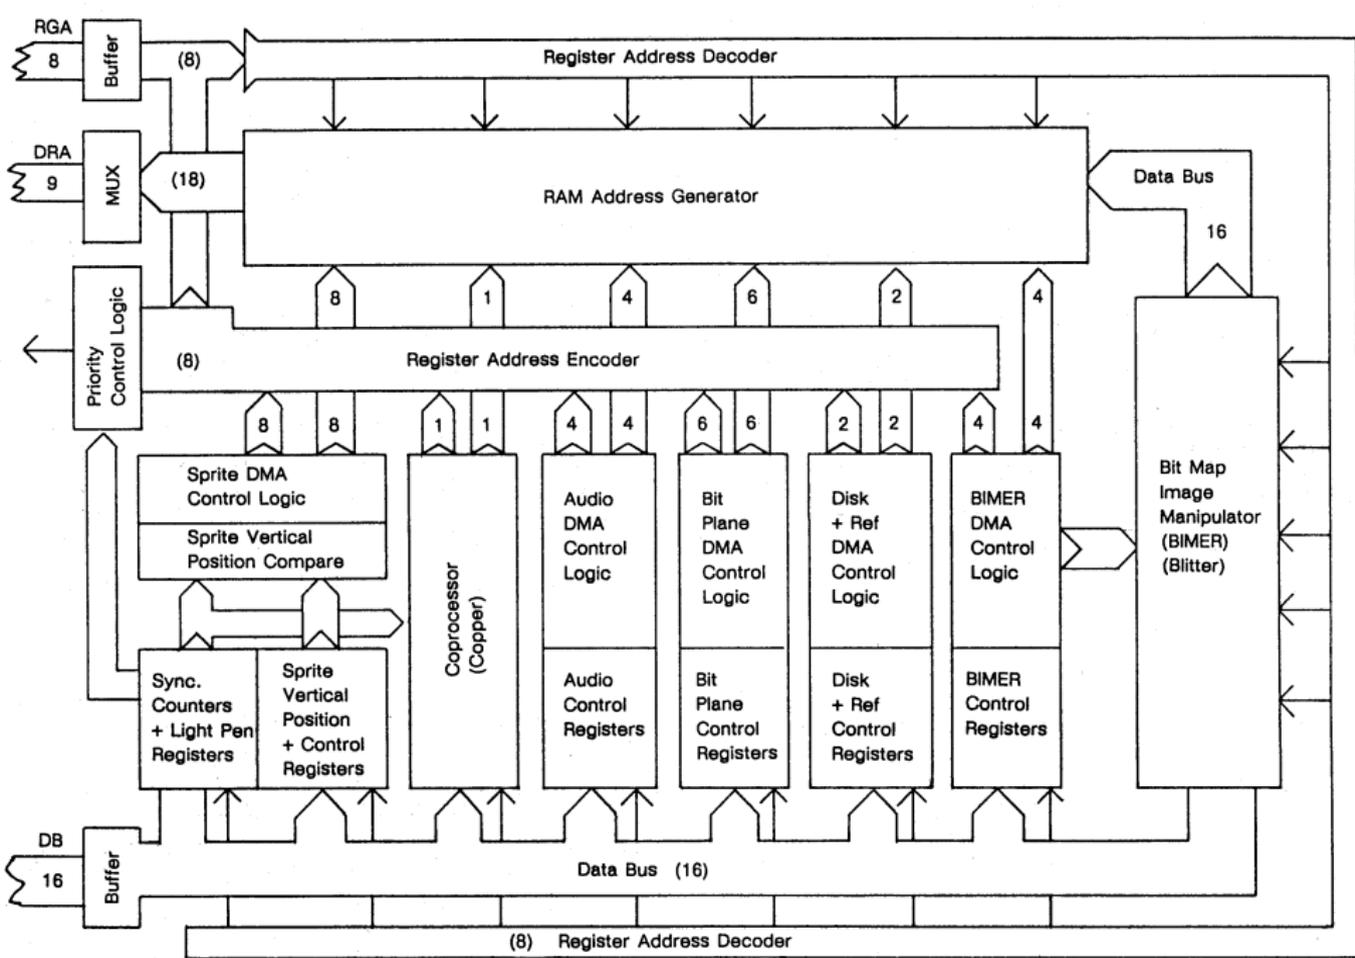 RGA
8
Buffer
(8)
Register Address Decoder
DRA
9
MUX
(18)
RAM Address Generator
Data Bus
16
8
1
4
6
2
4
Priority
Control Logic
(8)
Register Address Encoder
8
8
1
1
4
4
6
6
2
2
4
4
Sprite DMA
Control Logic
Sprite Vertical
Position Compare
Coprocessor
(Copper)
Audio
DMA
Control
Logic
Bit
Plane
DMA
Control
Logic
Disk
+ Ref
DMA
Control
Logic
BIMER
DMA
Control
Logic
Bit Map
Image
Manipulator
(BIMER)
(Blitter)
Sync.
Counters
+ Light Pen
Registers
Sprite
Vertical
Position
+ Control
Registers
Audio
Control
Registers
Bit
Plane
Control
Registers
Disk
+ Ref
Control
Registers
BIMER
Control
Registers
DB
16
Buffer
Data Bus (16)
(8) Register Address Decoder